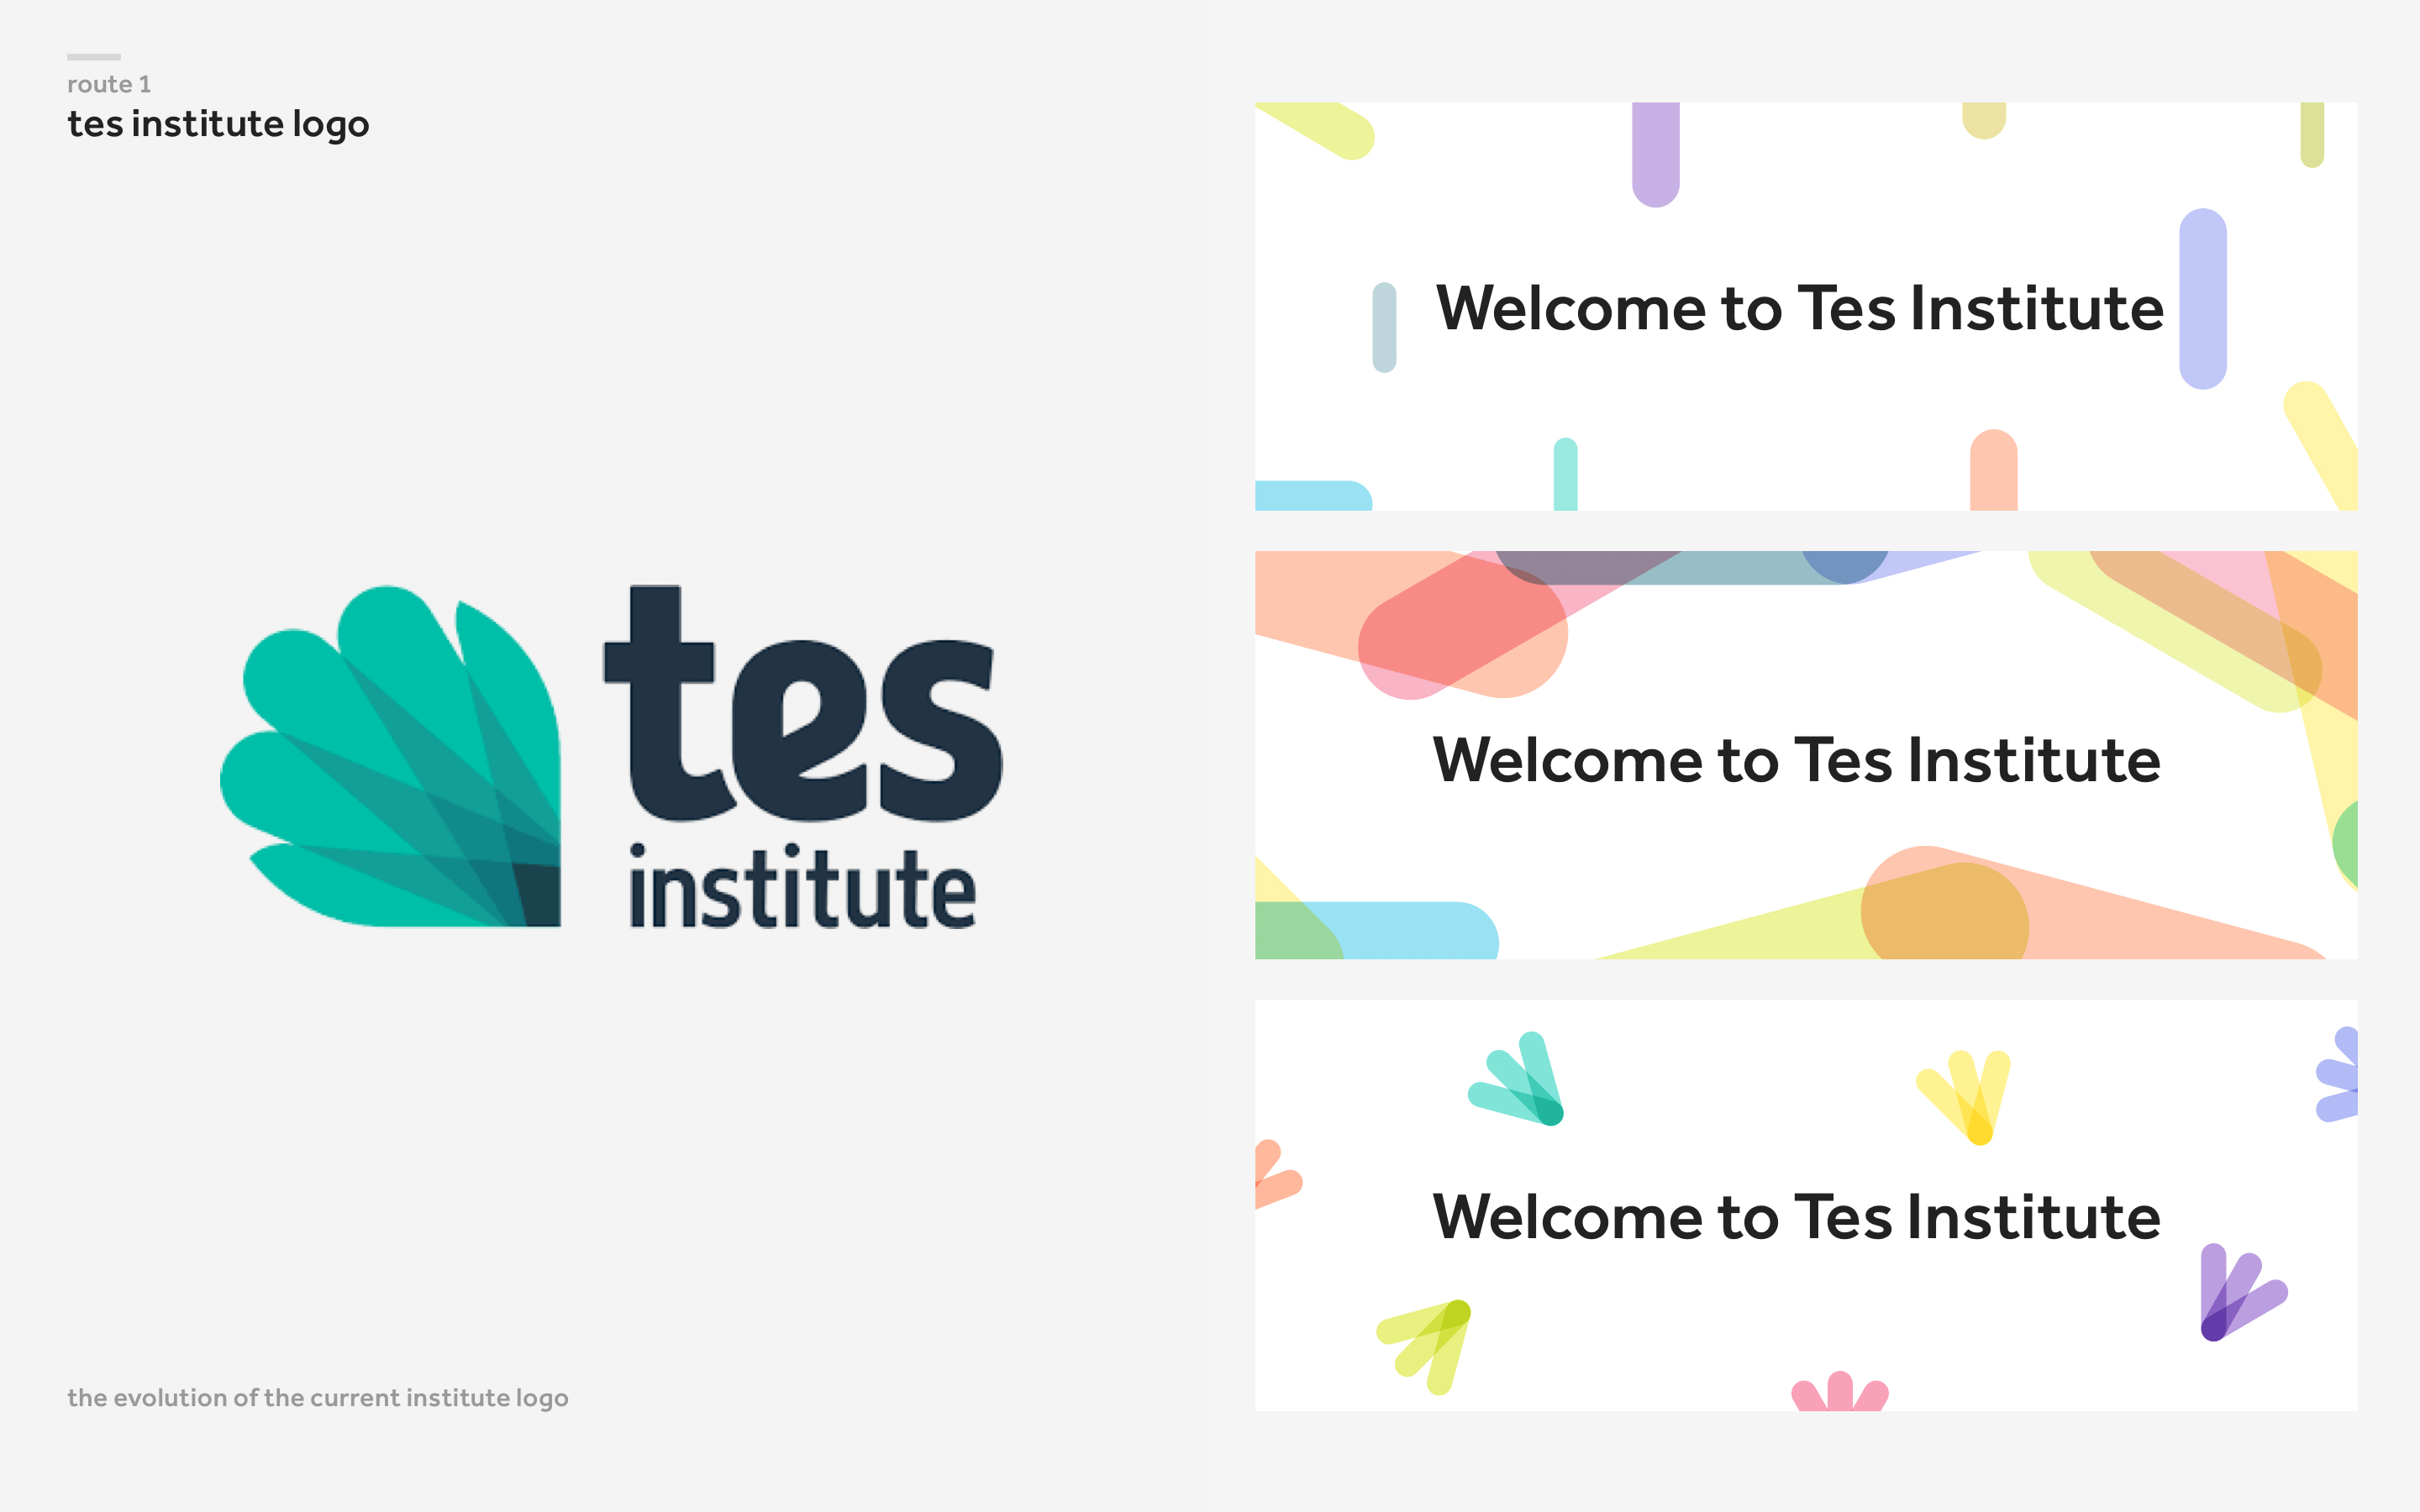 route 1
tes institute logo
tes
institute
the evolution of the current institute logo
Welcome to Tes Institute
Welcome to Tes Institute
Welcome to Tes Institute